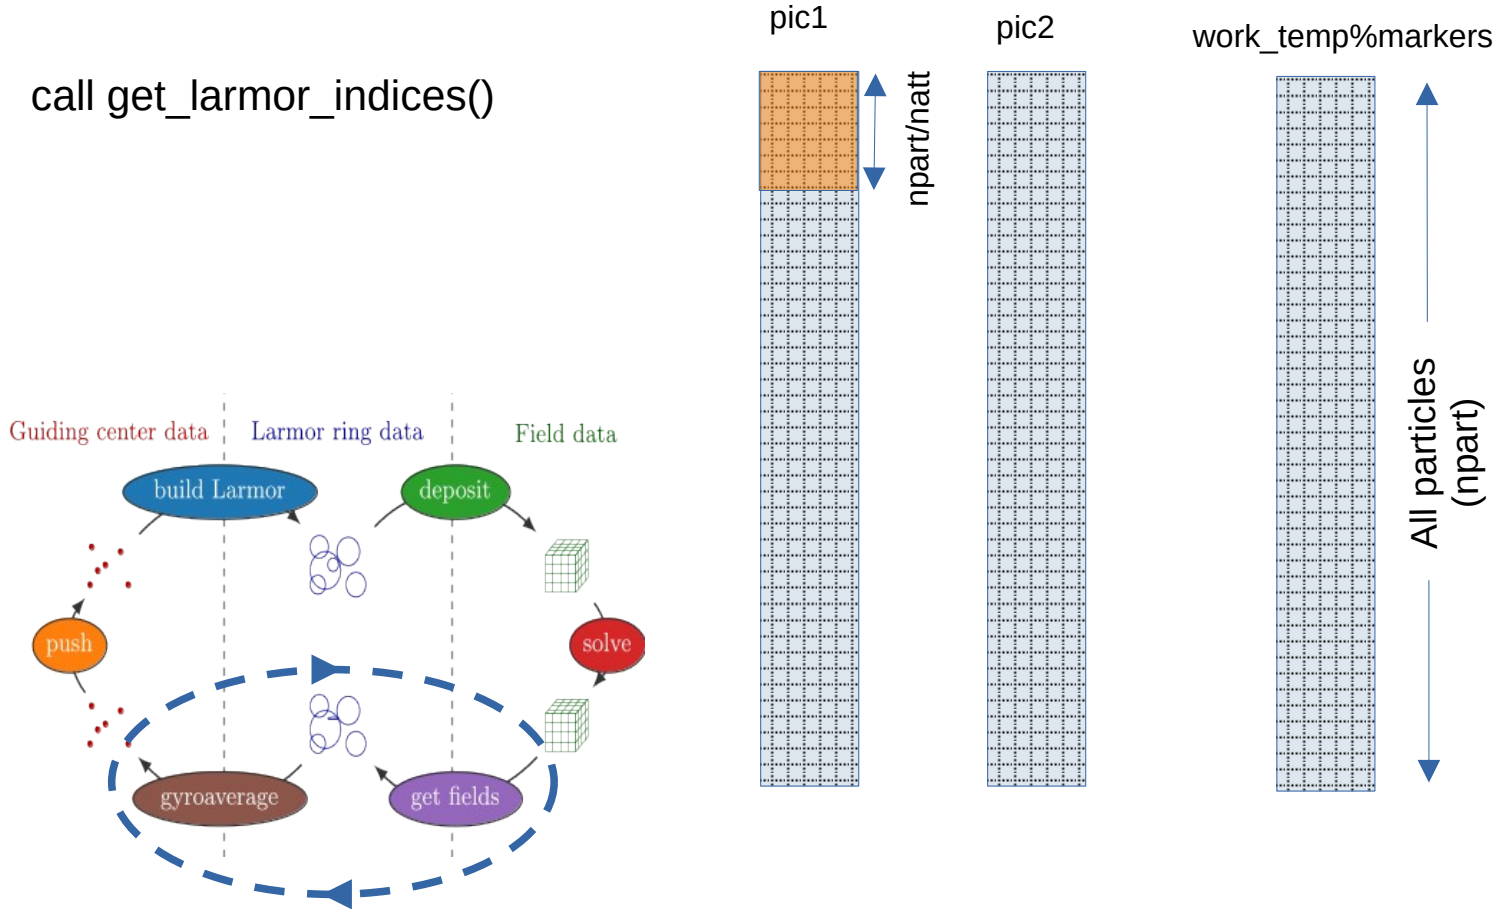 call get_larmor_indices()
pic1
pic2
work_temp%markers
npart/natt
All particles
(npart)
Guiding center data
Larmor ring data
Field data
build Larmor
deposit
push
solve
gyroaverage
get fields